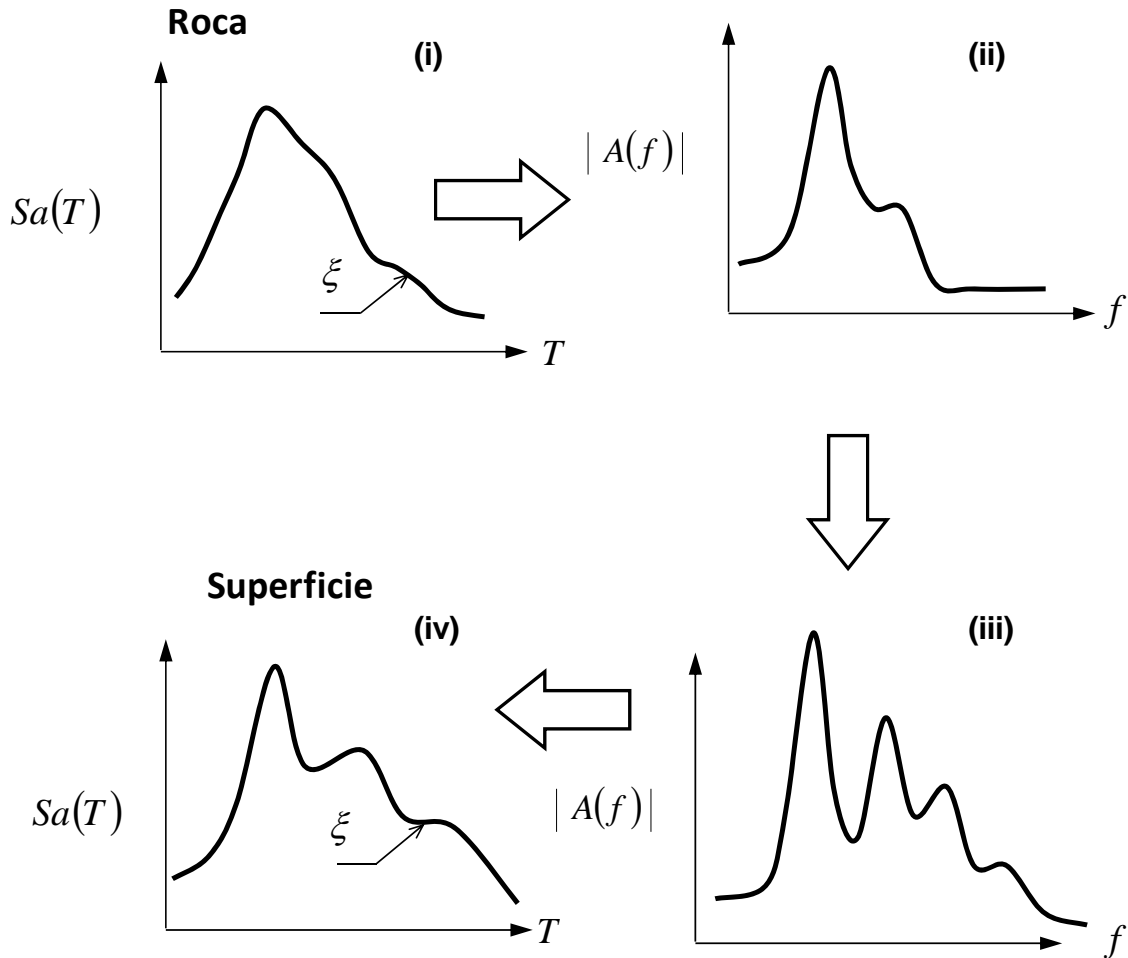 Roca
(i)
Sa(T)
ξ
T
(ii)
| A(f)|
f
Superficie
(iv)
Sa(T)
ξ
T
(iii)
| A(f)|
f